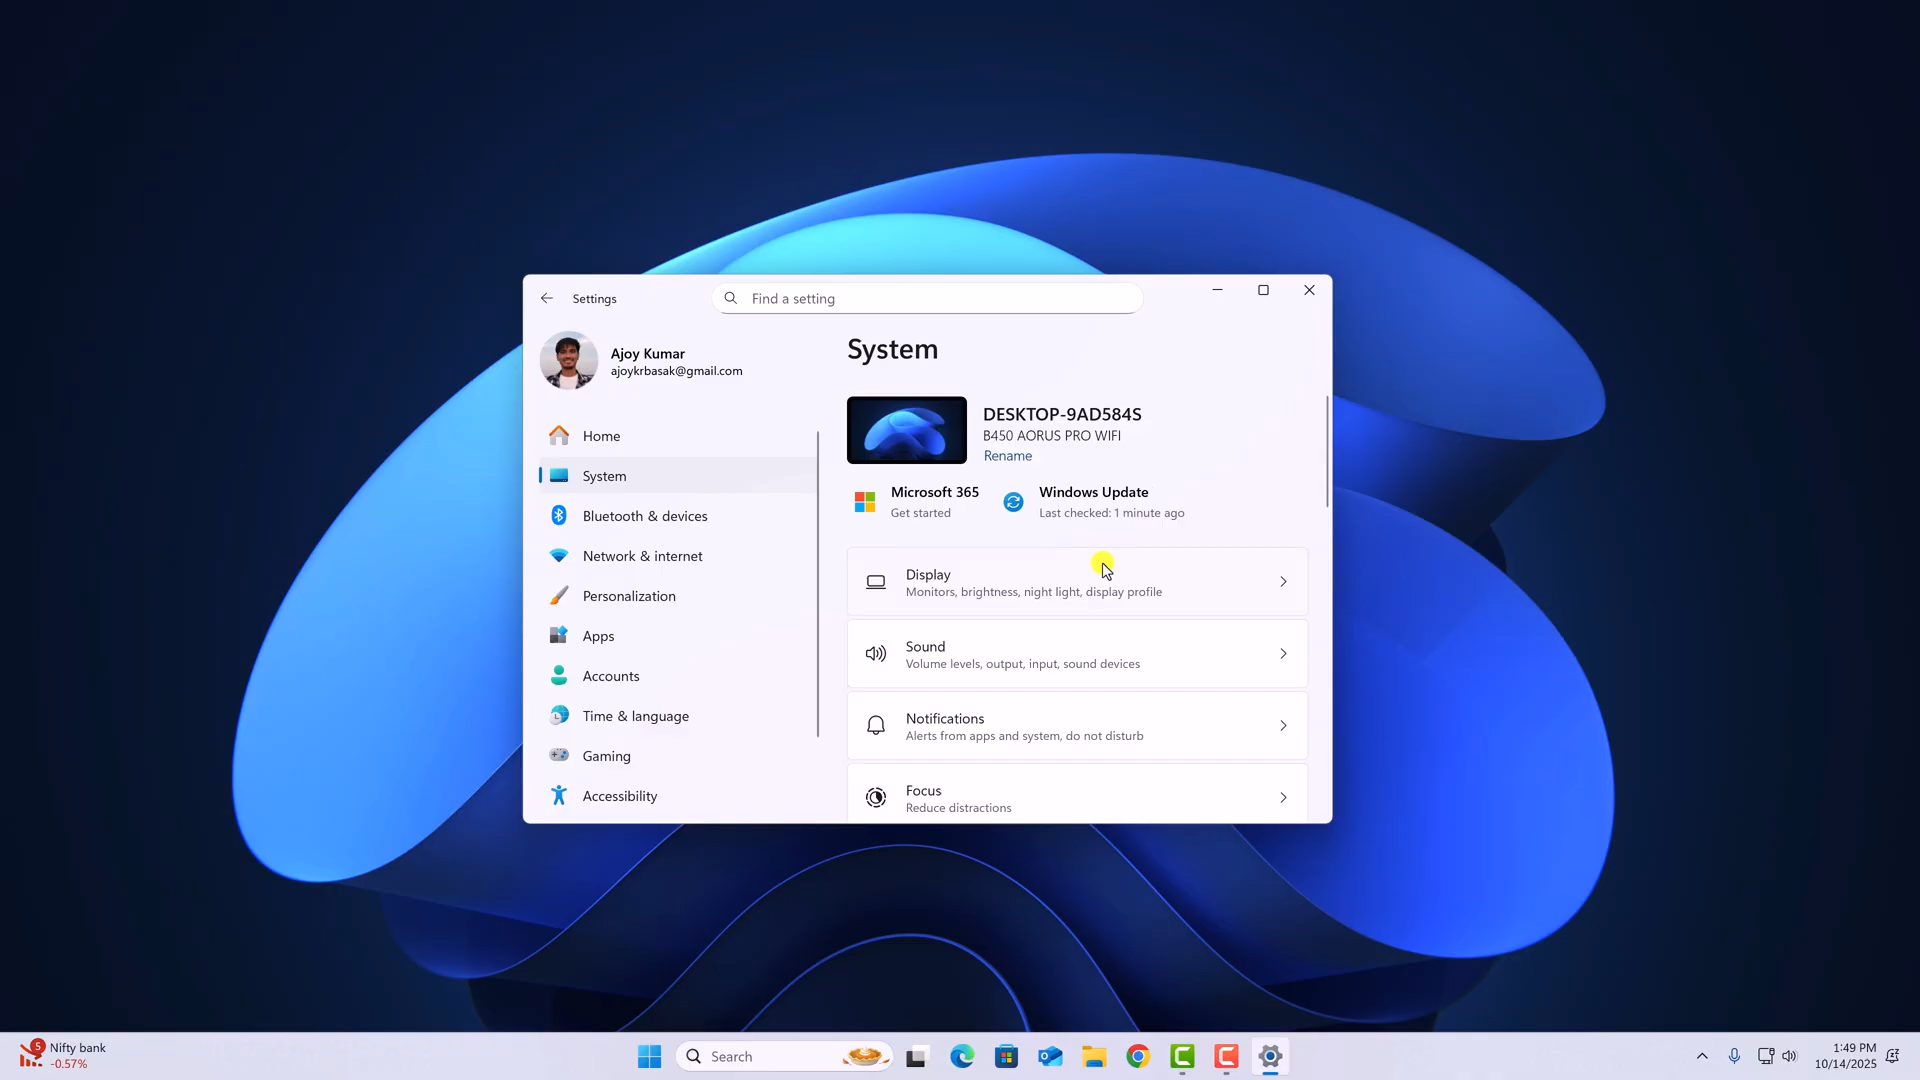 Settings
Find a setting
Ajoy Kumar
ajoykrbasak@gmail.com
Home
System
Bluetooth & devices
Network & internet
Personalization
Apps
Accounts
Time & language
Gaming
Accessibility
System
DESKTOP-9AD584S
B450 AORUS PRO WIFI
Rename
Microsoft 365
Get started
Windows Update
Last checked: 1 minute ago
Display
Monitors, brightness, night light, display profile
Sound
Volume levels, output, input, sound devices
Notifications
Alerts from apps and system, do not disturb
Focus
Reduce distractions
5
Nifty bank
-0.57%
Search
1:49 PM
10/14/2025